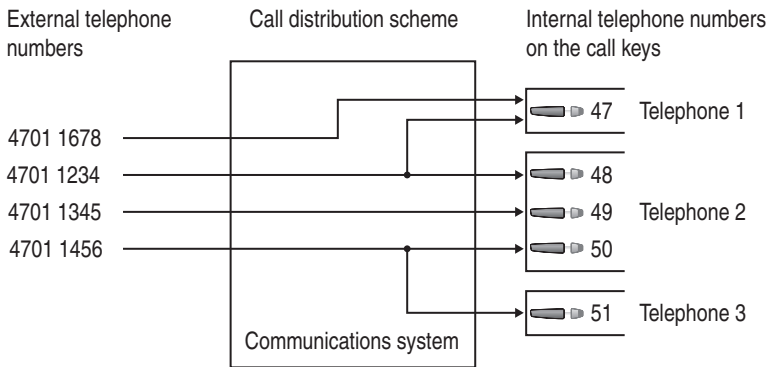 External telephone
numbers
Call distribution scheme
Internal telephone numbers
on the call keys
47 Telephone 1
4701 1678
4701 1234
48
4701 1345
49 Telephone 2
4701 1456
50
51 Telephone 3
Communications system